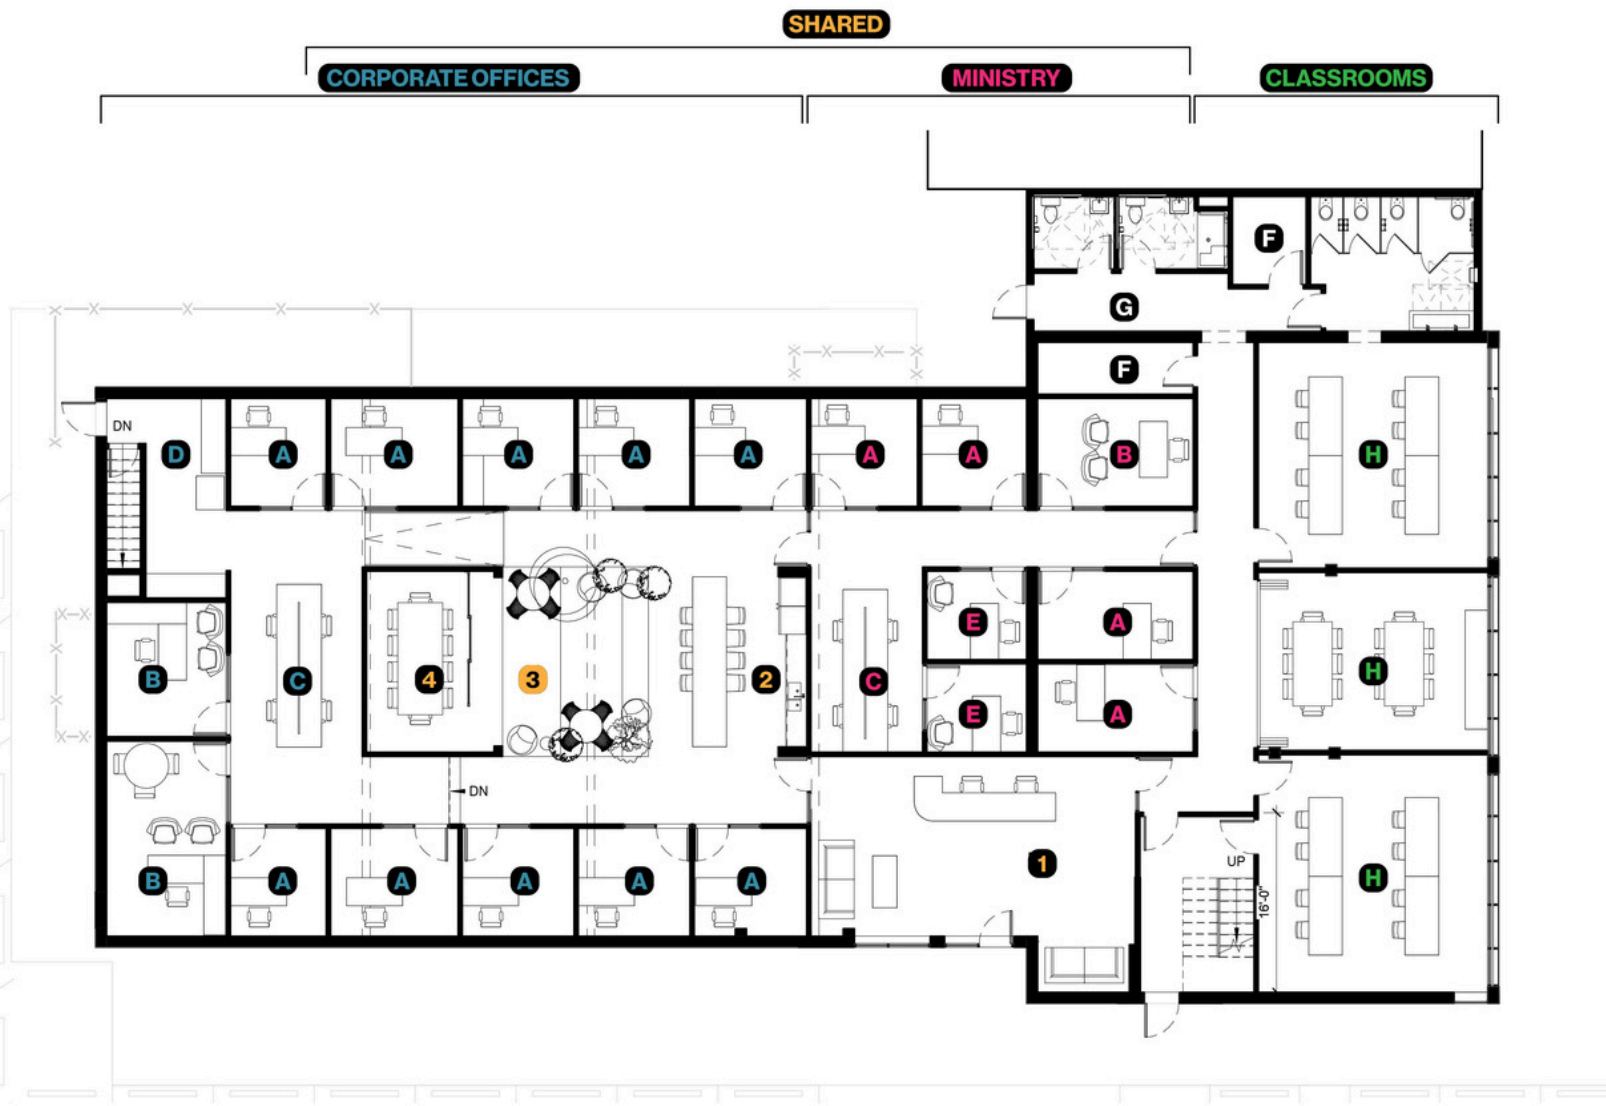 SHARED
CORPORATE OFFICES
MINISTRY
CLASSROOMS
F
G
F
DN
D
A
A
A
A
A
A
A
B
H
E
A
B
C
4
3
2
C
H
E
A
DN
1
UP
B
A
A
A
A
A
H
16'-0"